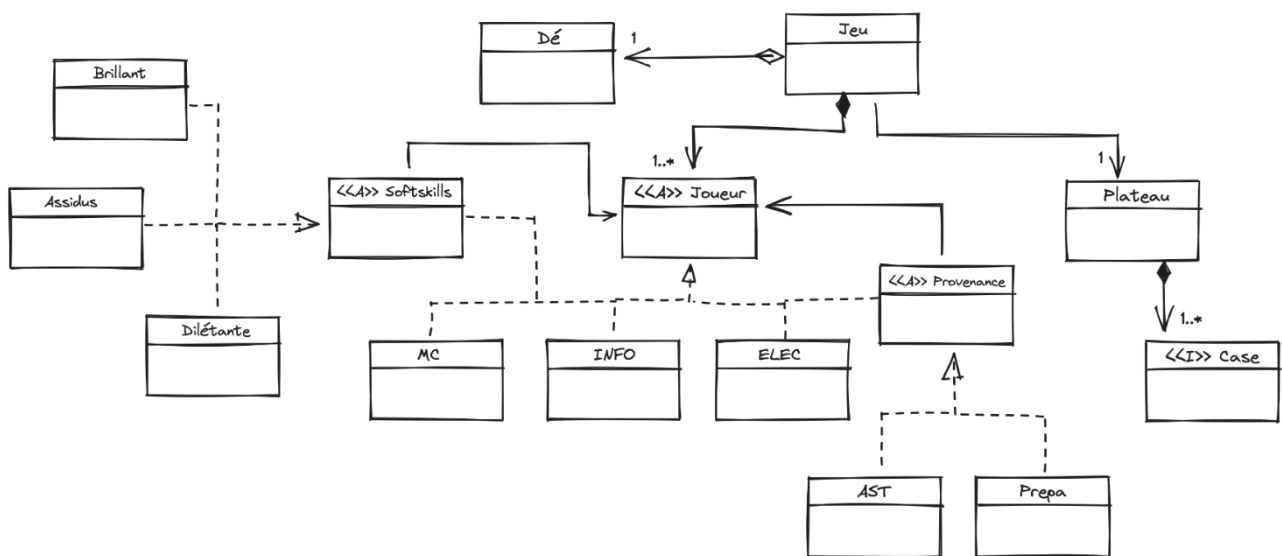 Dé
1
Jeu
Brillant
1..*
1
<<A>> Softskills
<<A>> Joueur
Plateau
Assidus
<<A>> Provenance
1..*
Dilétante
MC
INFO
ELEC
<<I>> Case
AST
Prepa